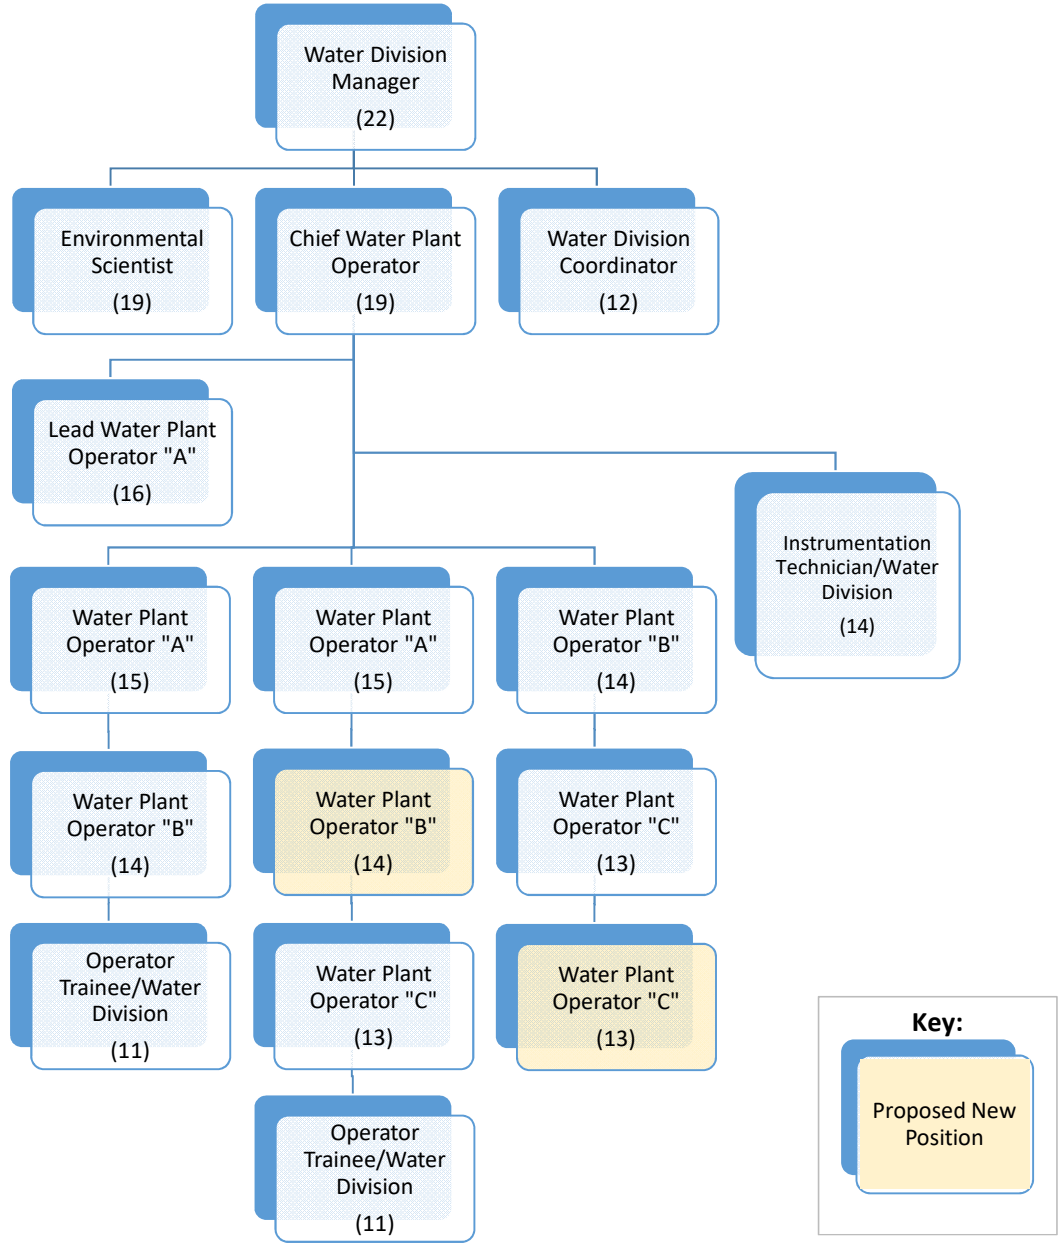 Water Division
Manager
(22)
Environmental
Scientist
(19)
Chief Water Plant
Operator
(19)
Water Division
Coordinator
(12)
Lead Water Plant
Operator "A"
(16)
Instrumentation
Technician/Water
Division
(14)
Water Plant
Operator "A"
(15)
Water Plant
Operator "A"
(15)
Water Plant
Operator "B"
(14)
Water Plant
Operator "B"
(14)
Water Plant
Operator "B"
(14)
Water Plant
Operator "C"
(13)
Operator
Trainee/Water
Division
(11)
Water Plant
Operator "C"
(13)
Water Plant
Operator "C"
(13)
Operator
Trainee/Water
Division
(11)
Key:
Proposed New
Position